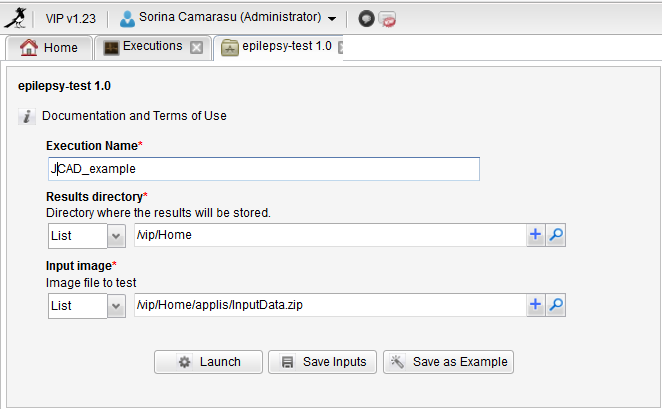 VIP v1.23 Sorina Camarasu (Administrator)
Home Executions epilepsy-test 1.0
epilepsy-test 1.0
Documentation and Terms of Use
Execution Name*
JCAD_example
Results directory*
Directory where the results will be stored.
List /vip/Home
Input image*
Image file to test
List /vip/Home/applis/InputData.zip
Launch Save Inputs Save as Example